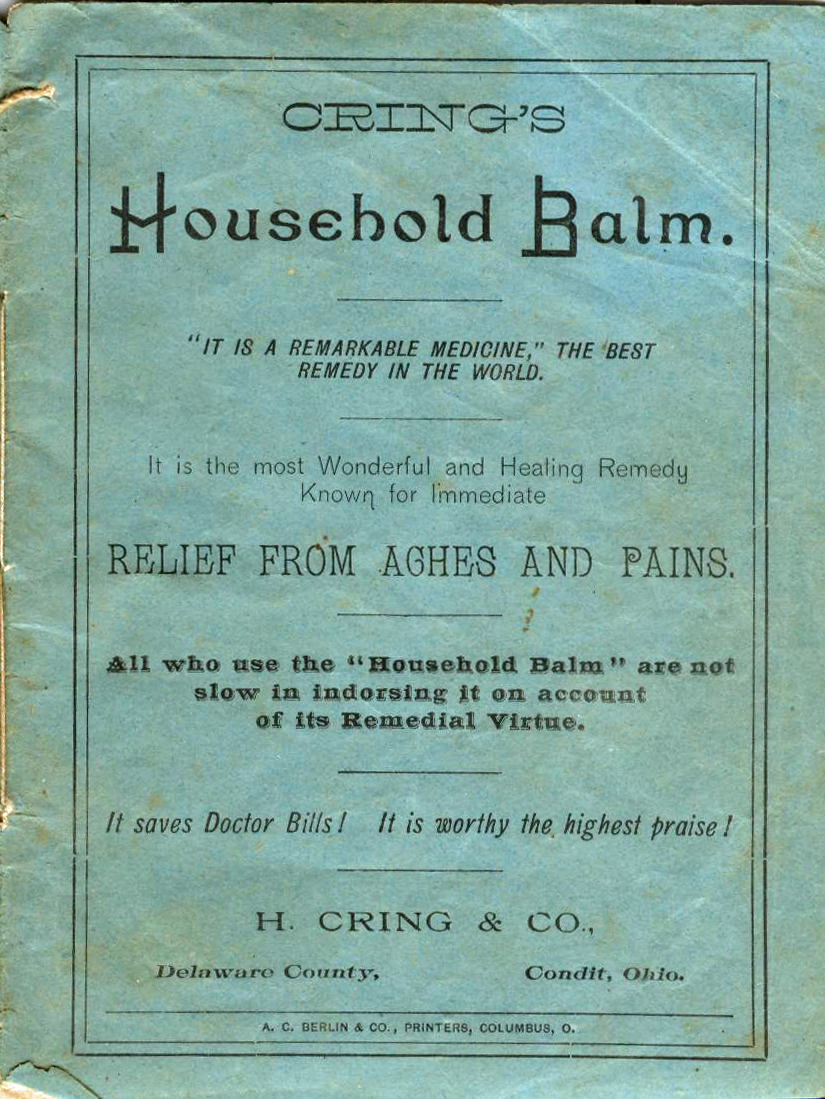 CRING'S
Household Balm.
"IT IS A REMARKABLE MEDICINE," THE BEST
REMEDY IN THE WORLD.
It is the most Wonderful and Healing Remedy
Known for Immediate
RELIEF FROM ACHES AND PAINS.
All who use the "Household Balm" are not
slow in indorsing it on account
of its Remedial Virtue.
It saves Doctor Bills! It is worthy the highest praise!
H. CRING & CO.,
Delaware County, Condit, Ohio.
A. C. BERLIN & CO., PRINTERS, COLUMBUS, O.